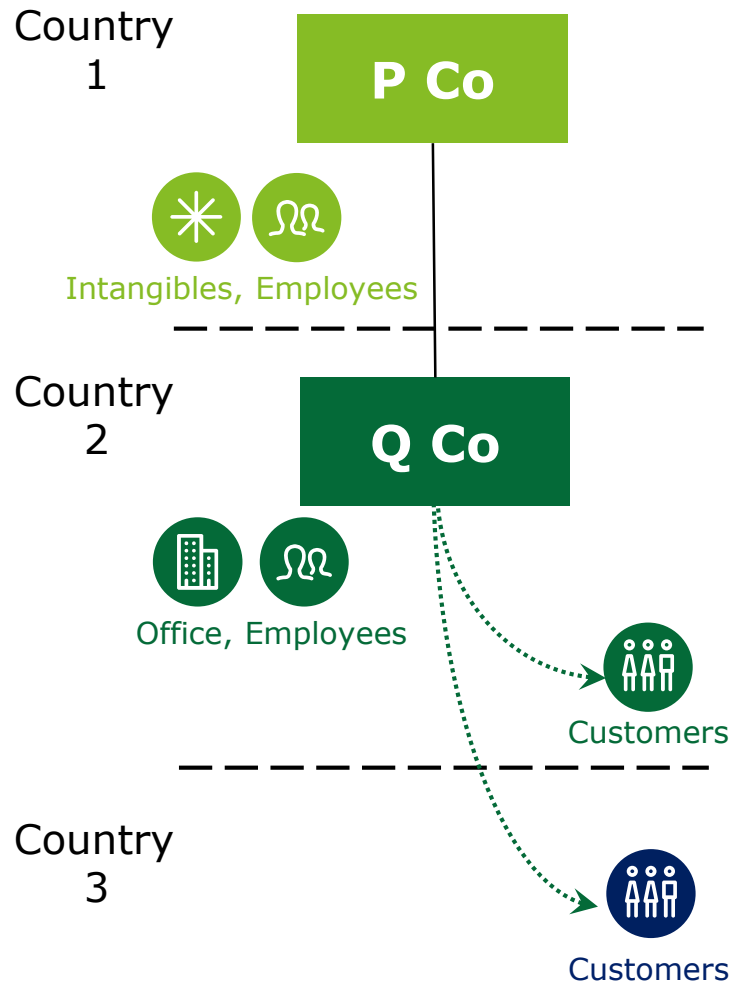 Country
1
P Co
Intangibles, Employees
Country
2
Q Co
Office, Employees
Customers
Country
3
Customers